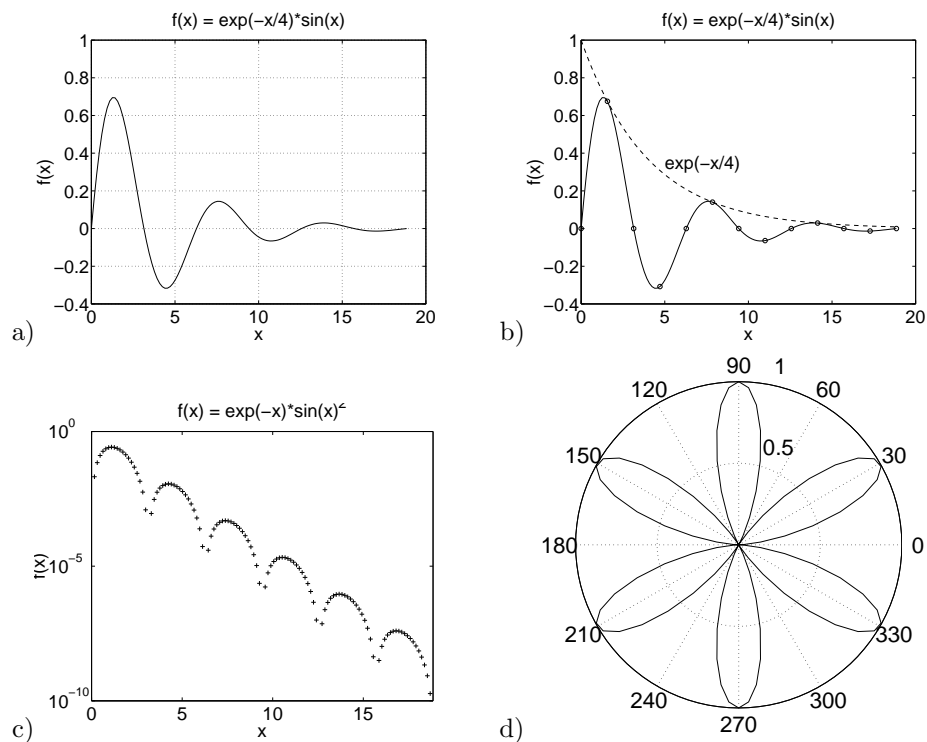 f(x) = exp(−x/4)*sin(x)
1
0.8
0.6
0.4
0.2
0
−0.2
−0.4
f(x)
0 5 10 15 20
x
a)
f(x) = exp(−x/4)*sin(x)
1
0.8
0.6
0.4
0.2
0
−0.2
−0.4
f(x)
exp(−x/4)
0 5 10 15 20
x
b)
f(x) = exp(−x)*sin(x)²
10⁰
10⁻⁵
10⁻¹⁰
f(x)
0 5 10 15
x
c)
90 1
120 60
0.5
150 30
180 0
210 330
240 300
270
d)